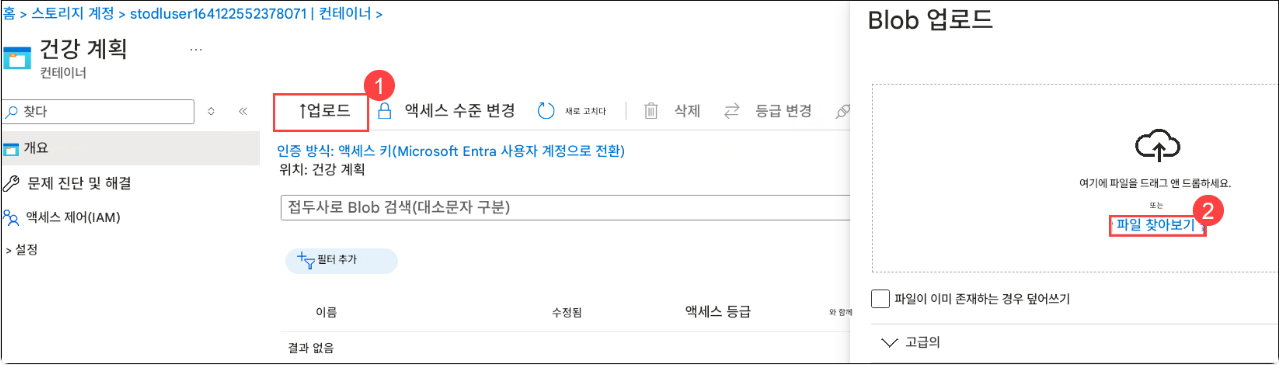 홈 > 스토리지 계정 > stodluser164122552378071 | 컨테이너 >
건강 계획 ...
컨테이너
찾다
개요
문제 진단 및 해결
액세스 제어(IAM)
> 설정
↑업로드
1
액세스 수준 변경
새로 고치다
삭제
등급 변경
인증 방식: 액세스 키(Microsoft Entra 사용자 계정으로 전환)
위치: 건강 계획
접두사로 Blob 검색(대소문자 구분)
필터 추가
이름 수정됨 액세스 등급 와 함께
결과 없음
Blob 업로드
여기에 파일을 드래그 앤 드롭하세요.
또는
파일 찾아보기
2
파일이 이미 존재하는 경우 덮어쓰기
고급의